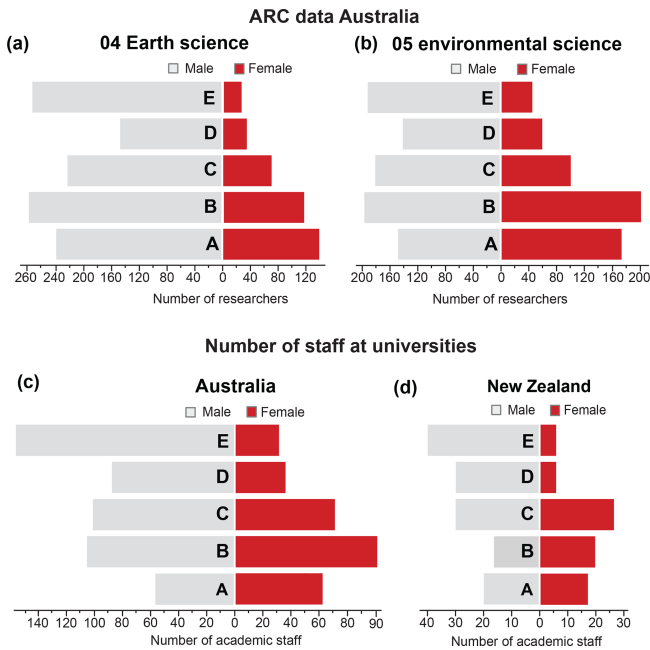 ARC data Australia
(a)
04 Earth science
Male
Female
E
D
C
B
A
260 240 200 160 120 80 40 0 40 80 120
Number of researchers
(b)
05 environmental science
Male
Female
E
D
C
B
A
200 160 120 80 40 0 40 80 120 160 200
Number of researchers
Number of staff at universities
(c)
Australia
Male
Female
E
D
C
B
A
140 100 80 60 40 20 0 20 40 60 80 90
Number of academic staff
(d)
New Zealand
Male
Female
E
D
C
B
A
40 30 20 10 0 10 20 30
Number of academic staff